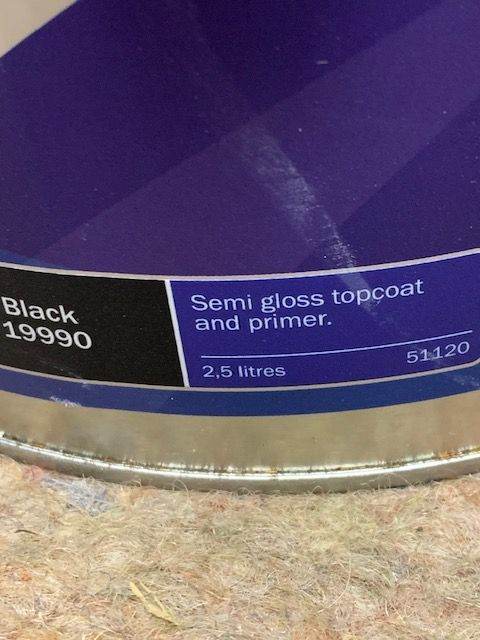 Black
19990
Semi gloss topcoat
and primer.
2,5 litres
51120